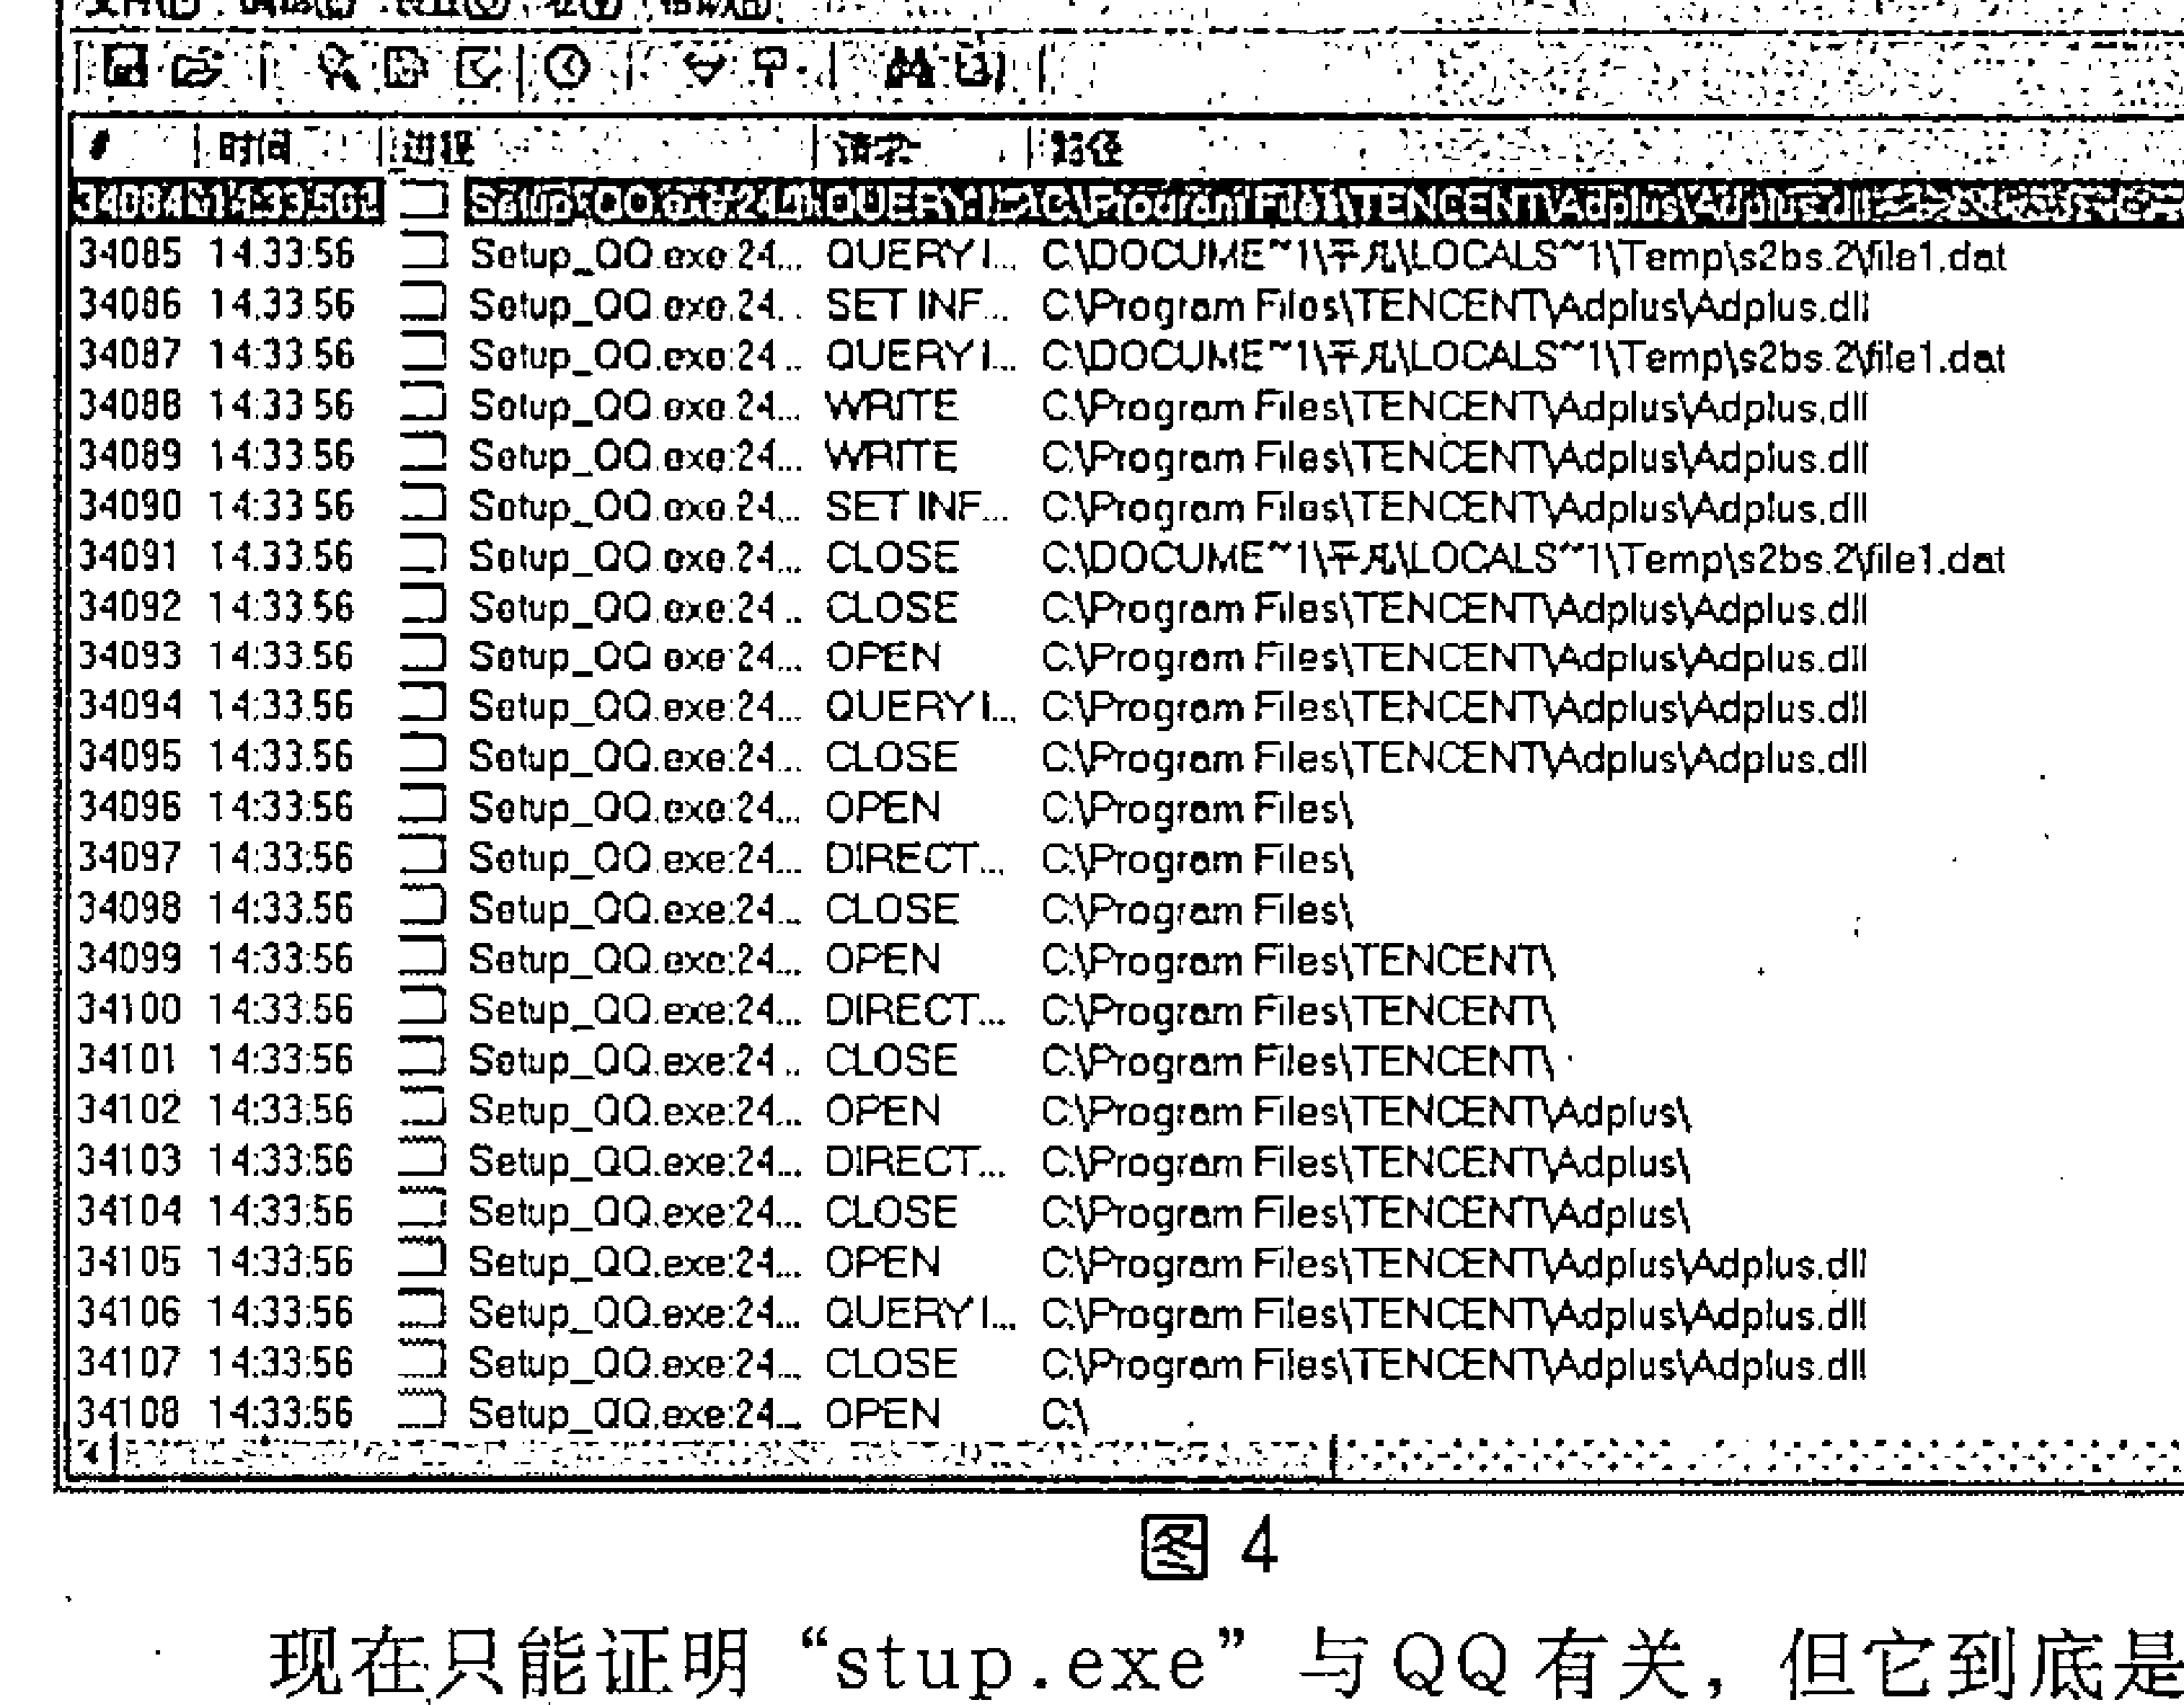 # 时间 进程 请求 路径
34084 14:33:56 Setup_QQ.exe:24... QUERY I... C:\Program Files\TENCENT\Adplus\Adplus.dll
34085 14:33:56 Setup_QQ.exe:24... QUERY I... C:\DOCUME~1\平凡\LOCALS~1\Temp\s2bs.2\file1.dat
34086 14:33:56 Setup_QQ.exe:24... SET INF... C:\Program Files\TENCENT\Adplus\Adplus.dll
34087 14:33:56 Setup_QQ.exe:24... QUERY I... C:\DOCUME~1\平凡\LOCALS~1\Temp\s2bs.2\file1.dat
34088 14:33:56 Setup_QQ.exe:24... WRITE C:\Program Files\TENCENT\Adplus\Adplus.dll
34089 14:33:56 Setup_QQ.exe:24... WRITE C:\Program Files\TENCENT\Adplus\Adplus.dll
34090 14:33:56 Setup_QQ.exe:24... SET INF... C:\Program Files\TENCENT\Adplus\Adplus.dll
34091 14:33:56 Setup_QQ.exe:24... CLOSE C:\DOCUME~1\平凡\LOCALS~1\Temp\s2bs.2\file1.dat
34092 14:33:56 Setup_QQ.exe:24... CLOSE C:\Program Files\TENCENT\Adplus\Adplus.dll
34093 14:33:56 Setup_QQ.exe:24... OPEN C:\Program Files\TENCENT\Adplus\Adplus.dll
34094 14:33:56 Setup_QQ.exe:24... QUERY I... C:\Program Files\TENCENT\Adplus\Adplus.dll
34095 14:33:56 Setup_QQ.exe:24... CLOSE C:\Program Files\TENCENT\Adplus\Adplus.dll
34096 14:33:56 Setup_QQ.exe:24... OPEN C:\Program Files\
34097 14:33:56 Setup_QQ.exe:24... DIRECT... C:\Program Files\
34098 14:33:56 Setup_QQ.exe:24... CLOSE C:\Program Files\
34099 14:33:56 Setup_QQ.exe:24... OPEN C:\Program Files\TENCENT\
34100 14:33:56 Setup_QQ.exe:24... DIRECT... C:\Program Files\TENCENT\
34101 14:33:56 Setup_QQ.exe:24... CLOSE C:\Program Files\TENCENT\
34102 14:33:56 Setup_QQ.exe:24... OPEN C:\Program Files\TENCENT\Adplus\
34103 14:33:56 Setup_QQ.exe:24... DIRECT... C:\Program Files\TENCENT\Adplus\
34104 14:33:56 Setup_QQ.exe:24... CLOSE C:\Program Files\TENCENT\Adplus\
34105 14:33:56 Setup_QQ.exe:24... OPEN C:\Program Files\TENCENT\Adplus\Adplus.dll
34106 14:33:56 Setup_QQ.exe:24... QUERY I... C:\Program Files\TENCENT\Adplus\Adplus.dll
34107 14:33:56 Setup_QQ.exe:24... CLOSE C:\Program Files\TENCENT\Adplus\Adplus.dll
34108 14:33:56 Setup_QQ.exe:24... OPEN C:\
图 4
现在只能证明“stup.exe”与QQ有关,但它到底是